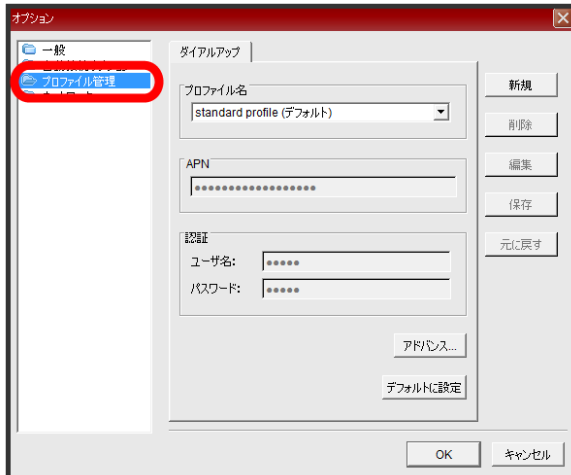 オプション
一般
プロファイル管理
ダイアルアップ
プロファイル名
standard profile (デフォルト)
新規
削除
APN
●●●●●●●●●●●●●●●●●●
編集
保存
認証
元に戻す
ユーザ名: ●●●●●
パスワード: ●●●●●
アドバンス...
デフォルトに設定
OK
キャンセル